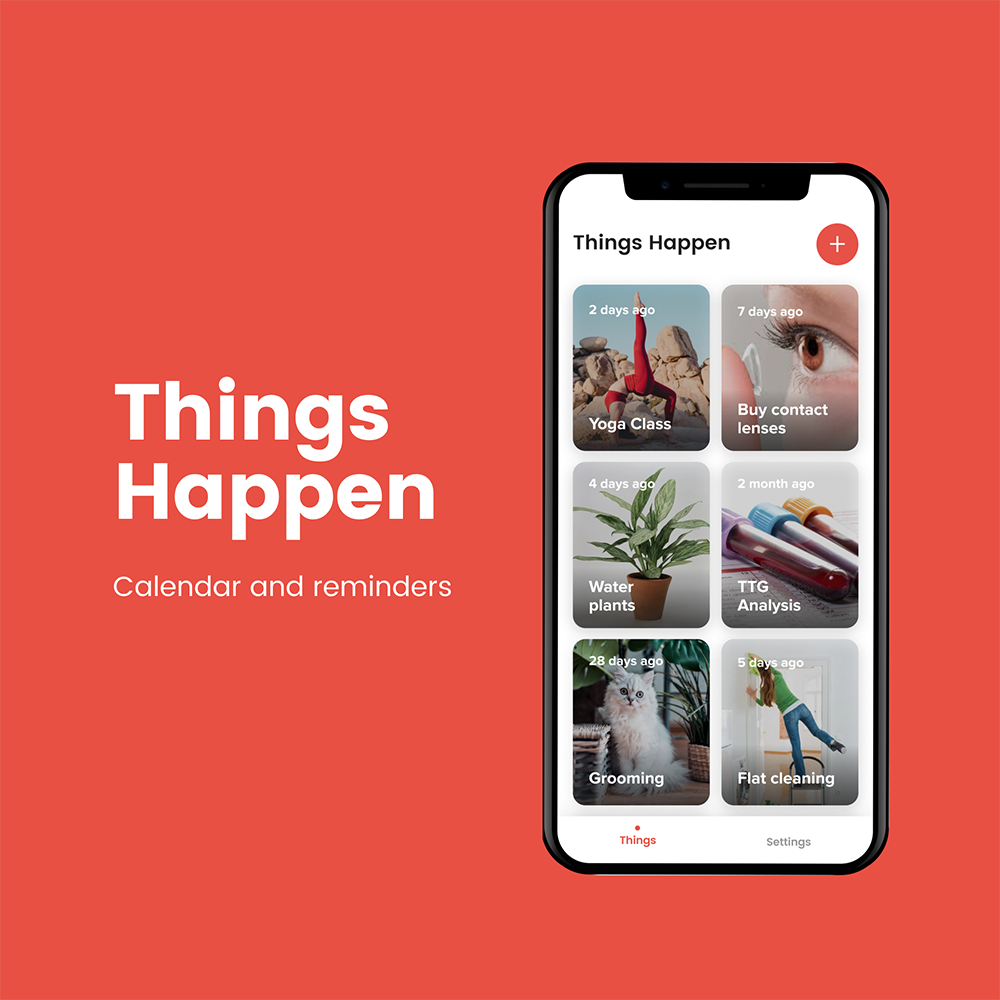 Things
Happen
Calendar and reminders
Things Happen
2 days ago
Yoga Class
7 days ago
Buy contact
lenses
4 days ago
Water
plants
2 month ago
TTG
Analysis
28 days ago
Grooming
5 days ago
Flat cleaning
Things
Settings